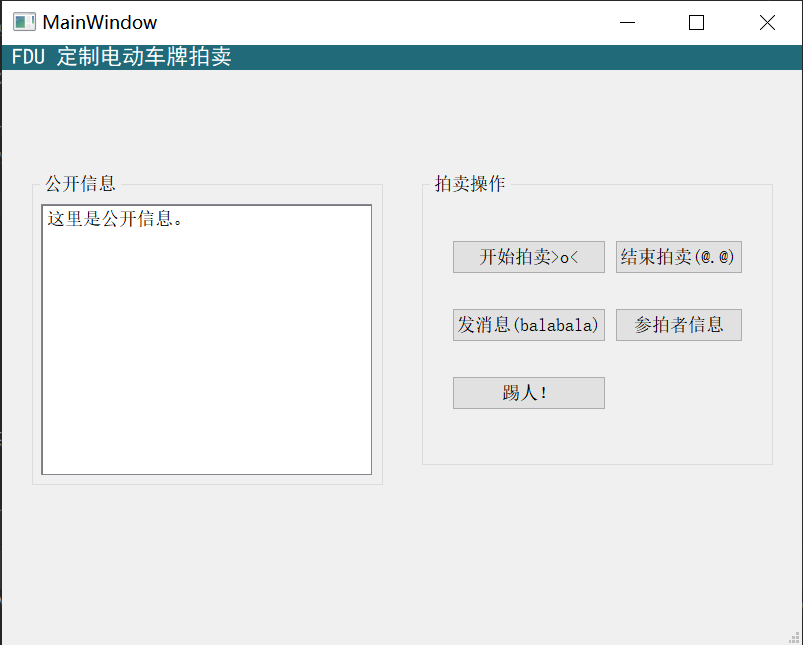 MainWindow
FDU 定制电动车牌拍卖
公开信息
这里是公开信息。
拍卖操作
开始拍卖>o<
结束拍卖(@.@)
发消息(balabala)
参拍者信息
踢人!